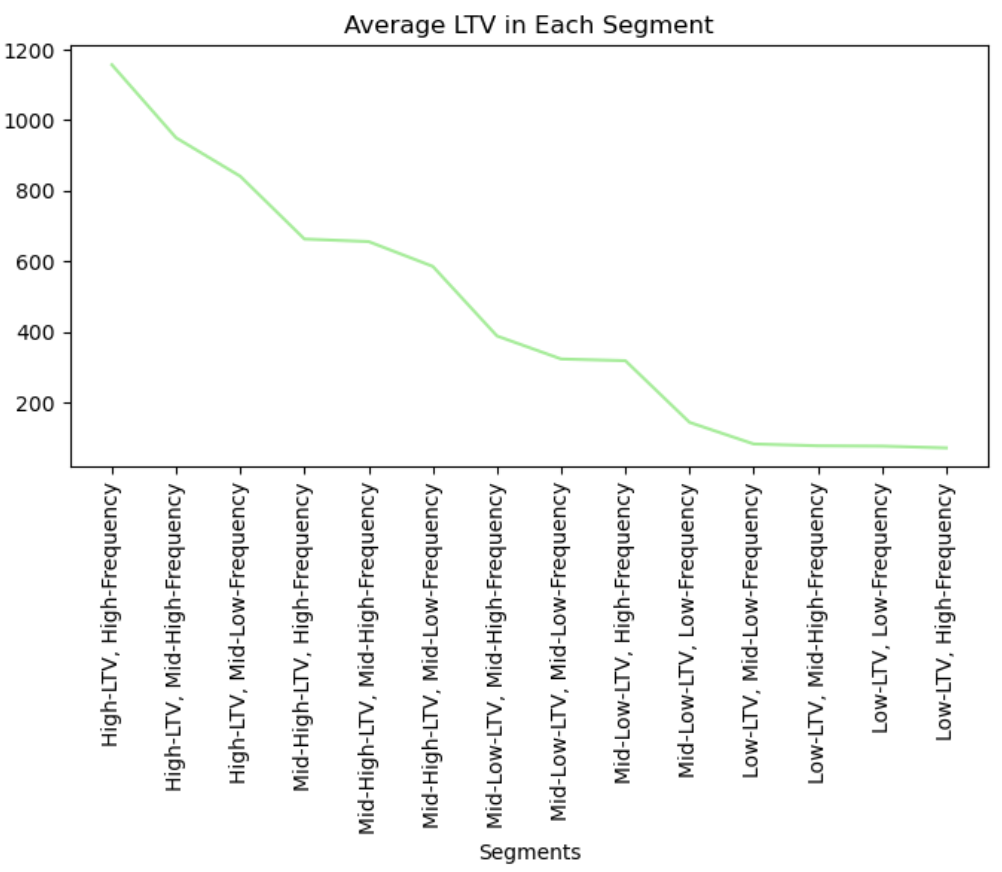 Average LTV in Each Segment
1200
1000
800
600
400
200
High-LTV, High-Frequency
High-LTV, Mid-High-Frequency
High-LTV, Mid-Low-Frequency
Mid-High-LTV, High-Frequency
Mid-High-LTV, Mid-High-Frequency
Mid-High-LTV, Mid-Low-Frequency
Mid-Low-LTV, Mid-High-Frequency
Mid-Low-LTV, Mid-Low-Frequency
Mid-Low-LTV, High-Frequency
Mid-Low-LTV, Low-Frequency
Low-LTV, Mid-Low-Frequency
Low-LTV, Mid-High-Frequency
Low-LTV, Low-Frequency
Low-LTV, High-Frequency
Segments